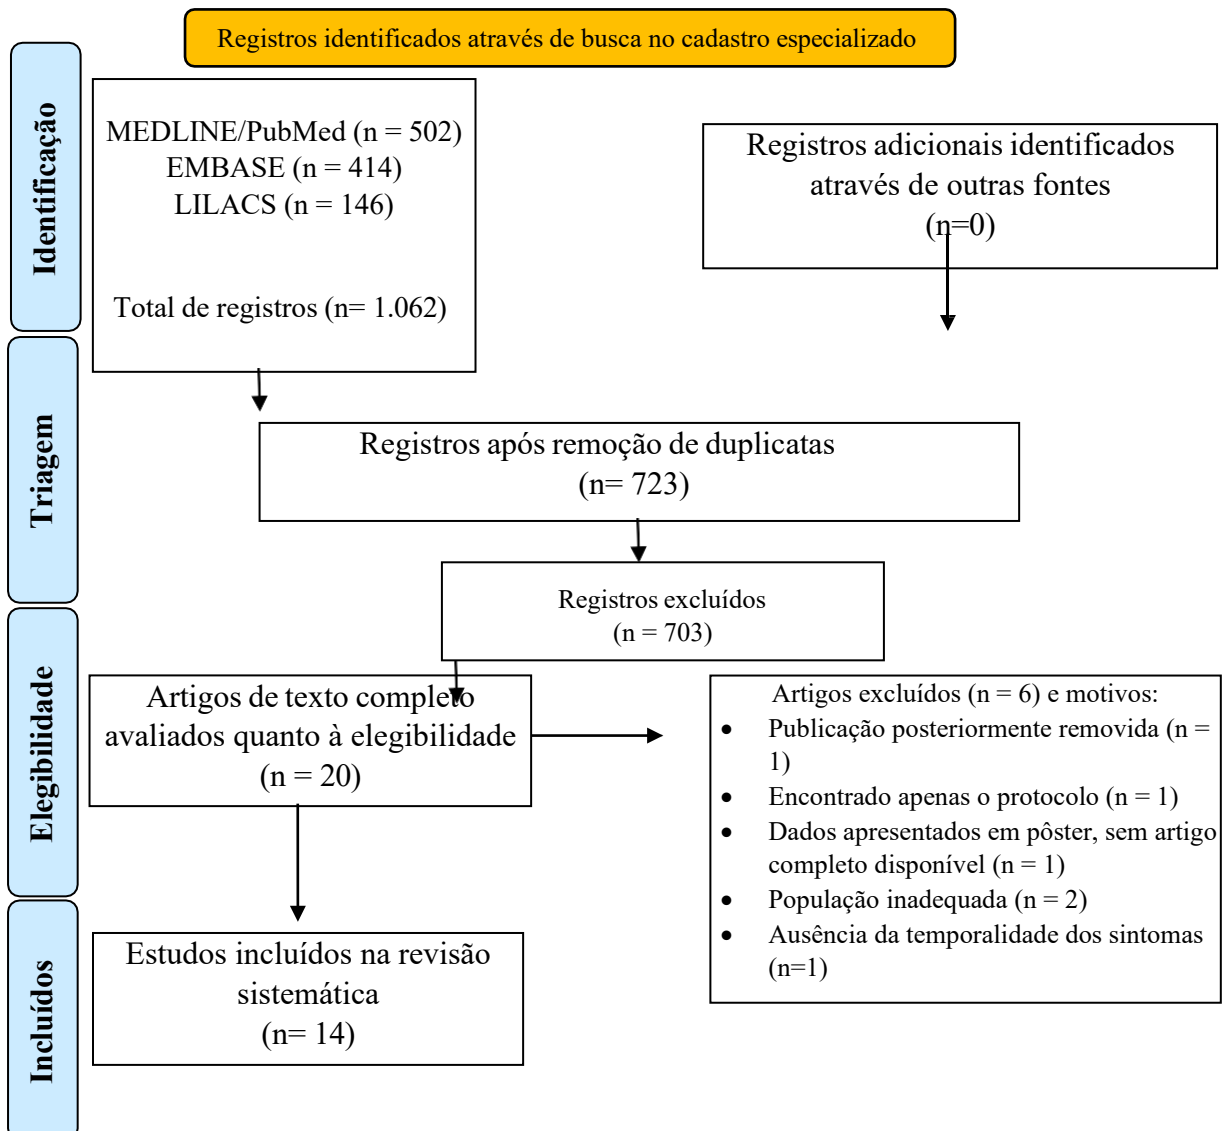 Registros identificados através de busca no cadastro especializado
Identificação
MEDLINE/PubMed (n = 502)
EMBASE (n = 414)
LILACS (n = 146)
Total de registros (n= 1.062)
Registros adicionais identificados
através de outras fontes
(n=0)
Triagem
Registros após remoção de duplicatas
(n= 723)
Registros excluídos
(n = 703)
Elegibilidade
Artigos de texto completo
avaliados quanto à elegibilidade
(n = 20)
Artigos excluídos (n = 6) e motivos:
• Publicação posteriormente removida (n =
1)
• Encontrado apenas o protocolo (n = 1)
• Dados apresentados em pôster, sem artigo
completo disponível (n = 1)
• População inadequada (n = 2)
• Ausência da temporalidade dos sintomas
(n=1)
Incluídos
Estudos incluídos na revisão
sistemática
(n= 14)